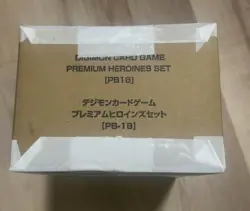 DIGIMON CARD GAME
PREMIUM HEROINES SET
[PB18]
デジモンカードゲーム
プレミアムヒロインズセット
[PB-18]